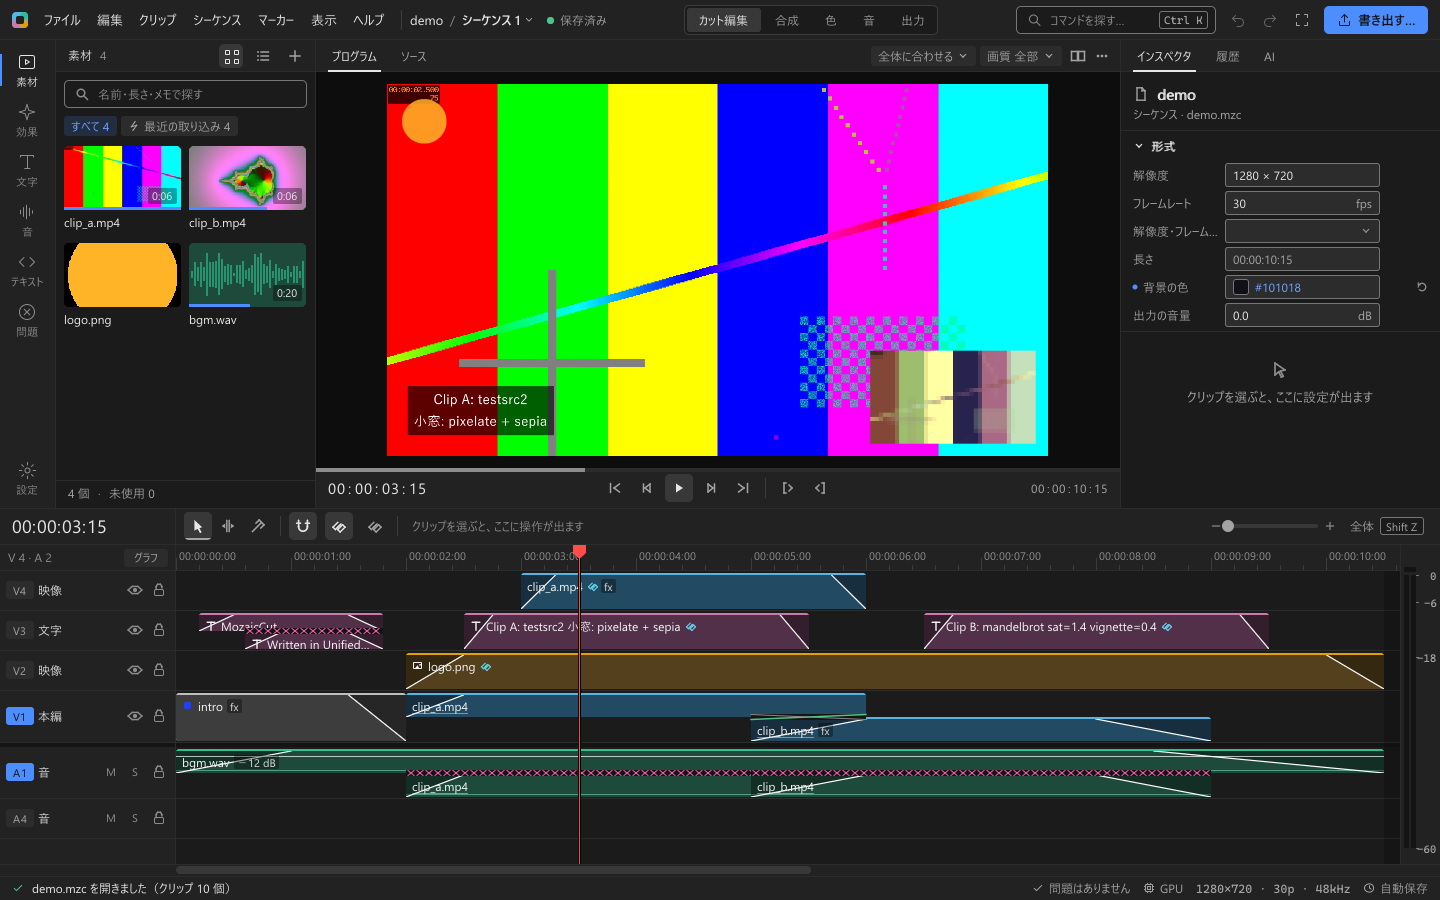 ファイル 編集 クリップ シーケンス マーカー 表示 ヘルプ demo / シーケンス 1 保存済み カット編集 合成 色 音 出力 コマンドを探す... Ctrl K 書き出す...
素材
効果
文字
音
テキスト
問題
設定
素材 4
名前・長さ・メモで探す
すべて 4 最近の取り込み 4
0:06
0:06
clip_a.mp4 clip_b.mp4
0:20
logo.png bgm.wav
4 個 · 未使用 0
プログラム ソース 全体に合わせる 画質 全部
00:00:02.500
75
Clip A: testsrc2
小窓: pixelate + sepia
00:00:03:15 00:00:10:15
インスペクタ 履歴 AI
demo
シーケンス · demo.mzc
形式
解像度 1280 × 720
フレームレート 30 fps
解像度・フレーム...
長さ 00:00:10:15
背景の色 #101018
出力の音量 0.0 dB
クリップを選ぶと、ここに設定が出ます
00:00:03:15 クリップを選ぶと、ここに操作が出ます 全体 Shift Z
V 4 · A 2 グラフ 00:00:00:00 00:00:01:00 00:00:02:00 00:00:03:00 00:00:04:00 00:00:05:00 00:00:06:00 00:00:07:00 00:00:08:00 00:00:09:00 00:00:10:00
V4 映像 clip_a.mp4 fx
V3 文字 MozaicCut Clip A: testsrc2 小窓: pixelate + sepia Clip B: mandelbrot sat=1.4 vignette=0.4
Written in Unified...
V2 映像 logo.png
V1 本編 intro fx clip_a.mp4
clip_b.mp4 fx
A1 音 M S bgm.wav −12 dB
clip_a.mp4 clip_b.mp4
A4 音 M S
0
-6
-18
-60
demo.mzc を開きました（クリップ 10 個） 問題はありません GPU 1280×720 · 30p · 48kHz 自動保存